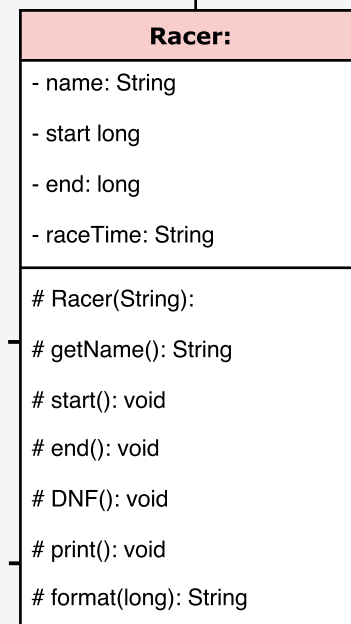 Racer:
- name: String
- start long
- end: long
- raceTime: String
# Racer(String):
# getName(): String
# start(): void
# end(): void
# DNF(): void
# print(): void
# format(long): String